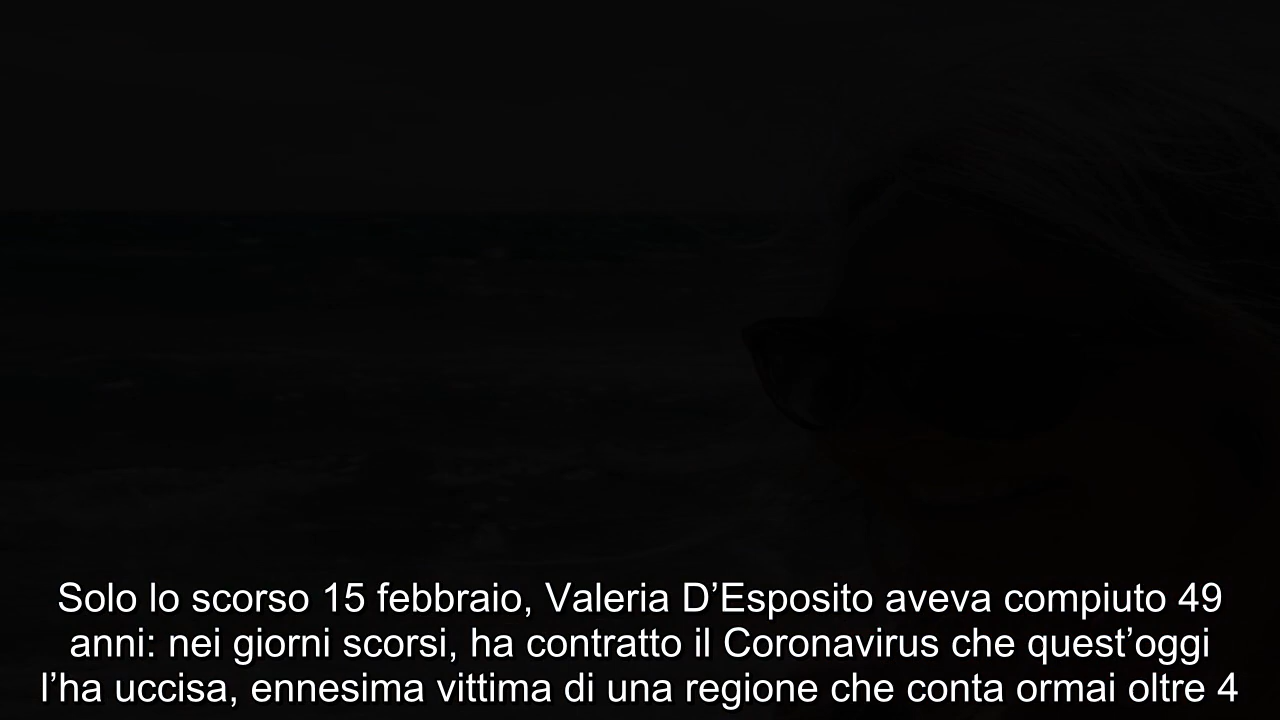 Solo lo scorso 15 febbraio, Valeria D’Esposito aveva compiuto 49
anni: nei giorni scorsi, ha contratto il Coronavirus che quest’oggi
l’ha uccisa, ennesima vittima di una regione che conta ormai oltre 4